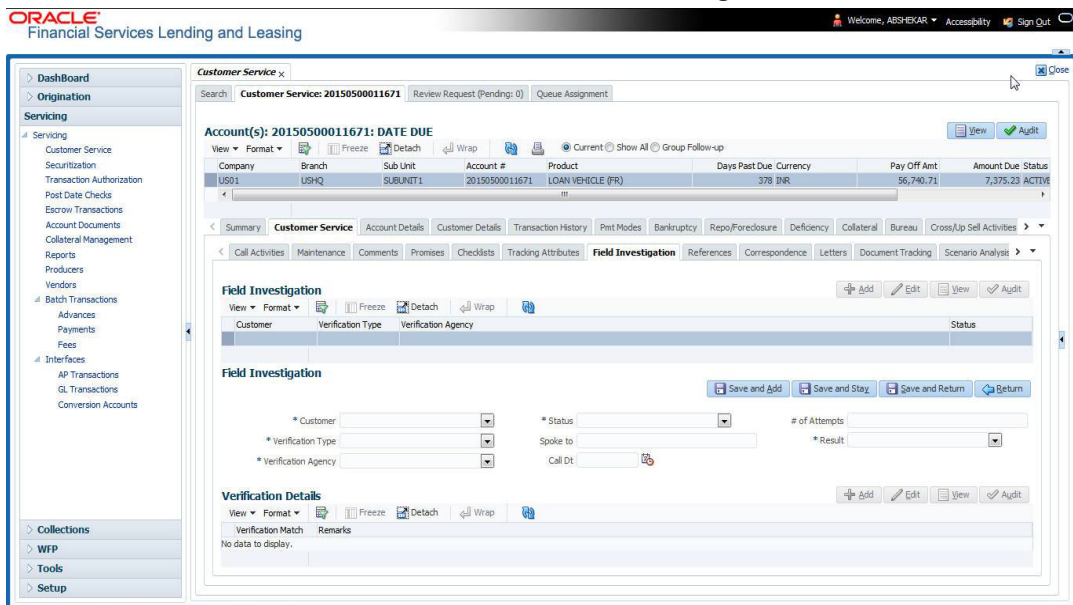 ORACLE
Financial Services Lending and Leasing
Welcome, ABSHEKAR Accessibility Sign Out
Close
DashBoard
Origination
Servicing
Servicing
Customer Service
Securitization
Transaction Authorization
Post Date Checks
Escrow Transactions
Account Documents
Collateral Management
Reports
Producers
Vendors
Batch Transactions
Advances
Payments
Fees
Interfaces
AP Transactions
GL Transactions
Conversion Accounts
Collections
WFP
Tools
Setup
Customer Service x
Search Customer Service: 20150500011671 Review Request (Pending: 0) Queue Assignment
Account(s): 20150500011671: DATE DUE View Audit
View Format Freeze Detach Wrap Current Show All Group Follow-up
Company Branch Sub Unit Account # Product Days Past Due Currency Pay Off Amt Amount Due Status
US01 USHQ SUBUNIT1 20150500011671 LOAN VEHICLE (FR) 378 INR 56,740.71 7,375.23 ACTIVE
Summary Customer Service Account Details Customer Details Transaction History Pmt Modes Bankruptcy Repo/Foreclosure Deficiency Collateral Bureau Cross/Up Sell Activities
Call Activities Maintenance Comments Promises Checklists Tracking Attributes Field Investigation References Correspondence Letters Document Tracking Scenario Analysis
Field Investigation Add Edit View Audit
View Format Freeze Detach Wrap
Customer Verification Type Verification Agency Status
Field Investigation
Save and Add Save and Stay Save and Return Return
* Customer * Status # of Attempts
* Verification Type Spoke to * Result
* Verification Agency Call Dt
Verification Details Add Edit View Audit
View Format Freeze Detach Wrap
Verification Match Remarks
No data to display.